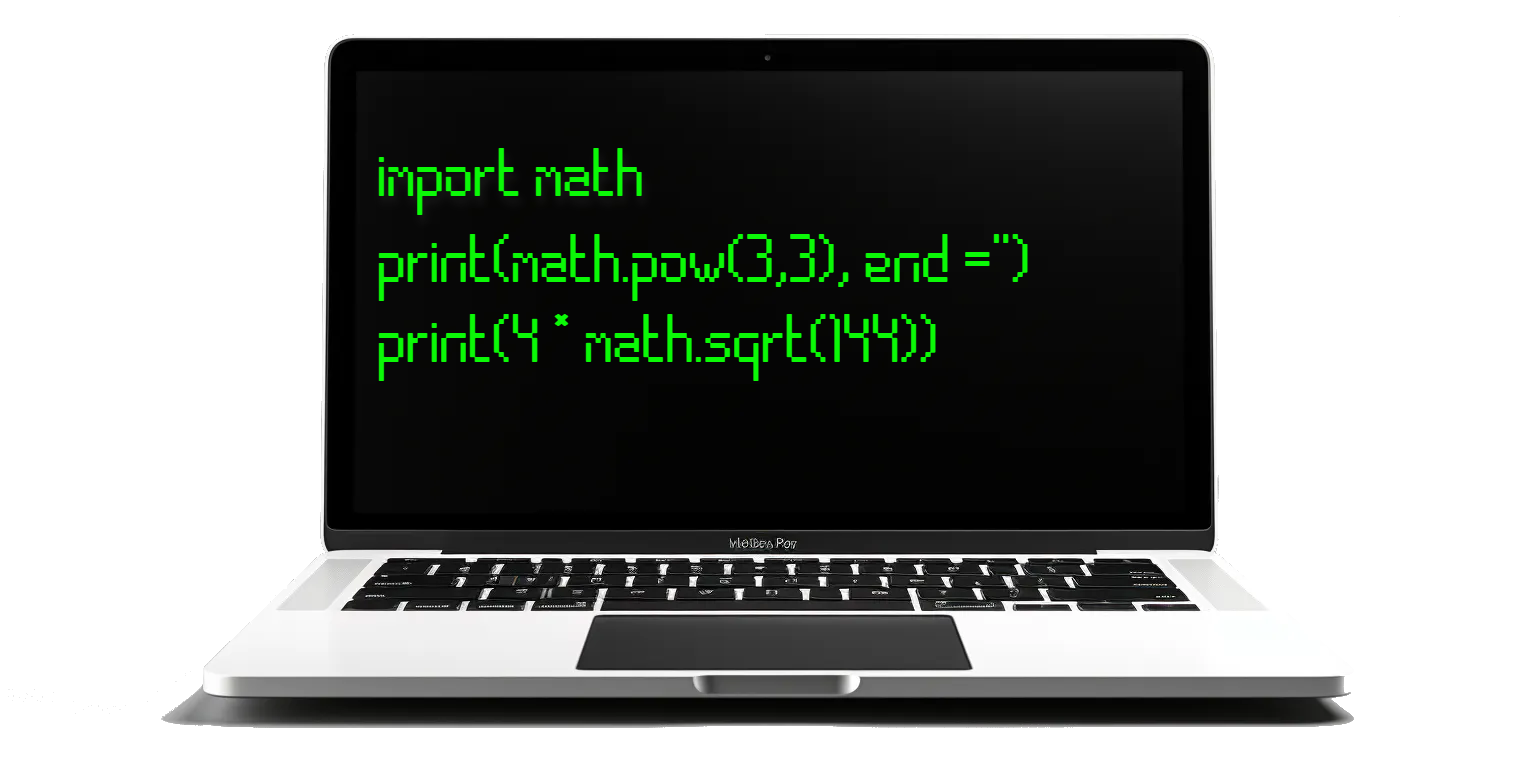 import math
print(math.pow(3,3), end ='')
print(4 * math.sqrt(144))